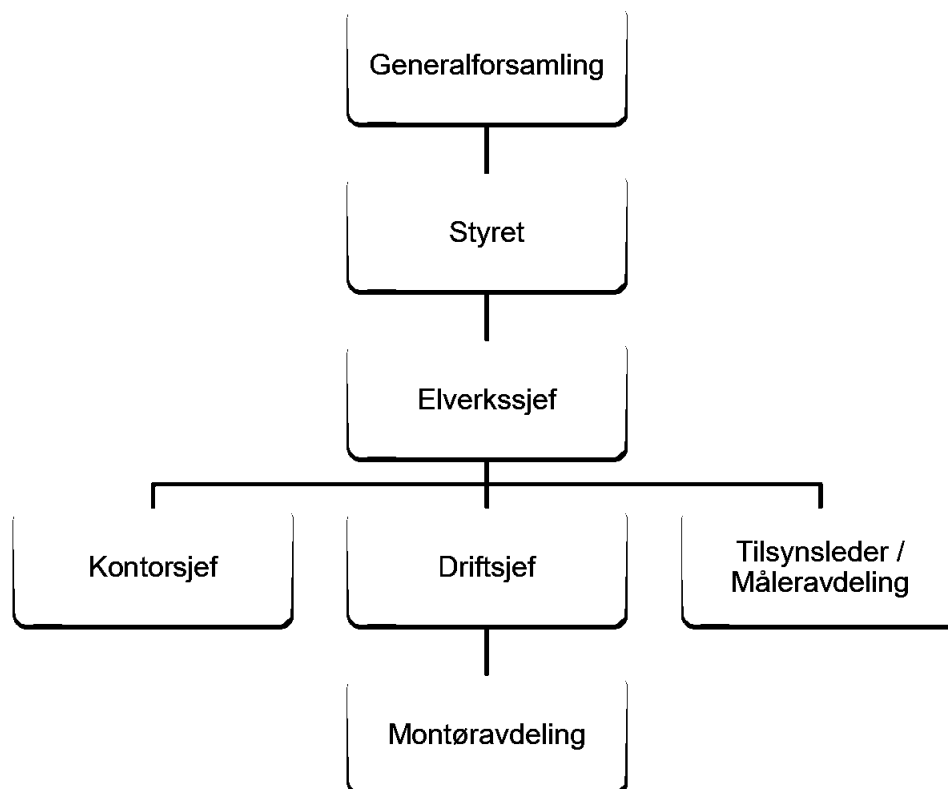 Generalforsamling
Styret
Elverkssjef
Kontorsjef
Driftsjef
Tilsynsleder /
Måleravdeling
Montøravdeling